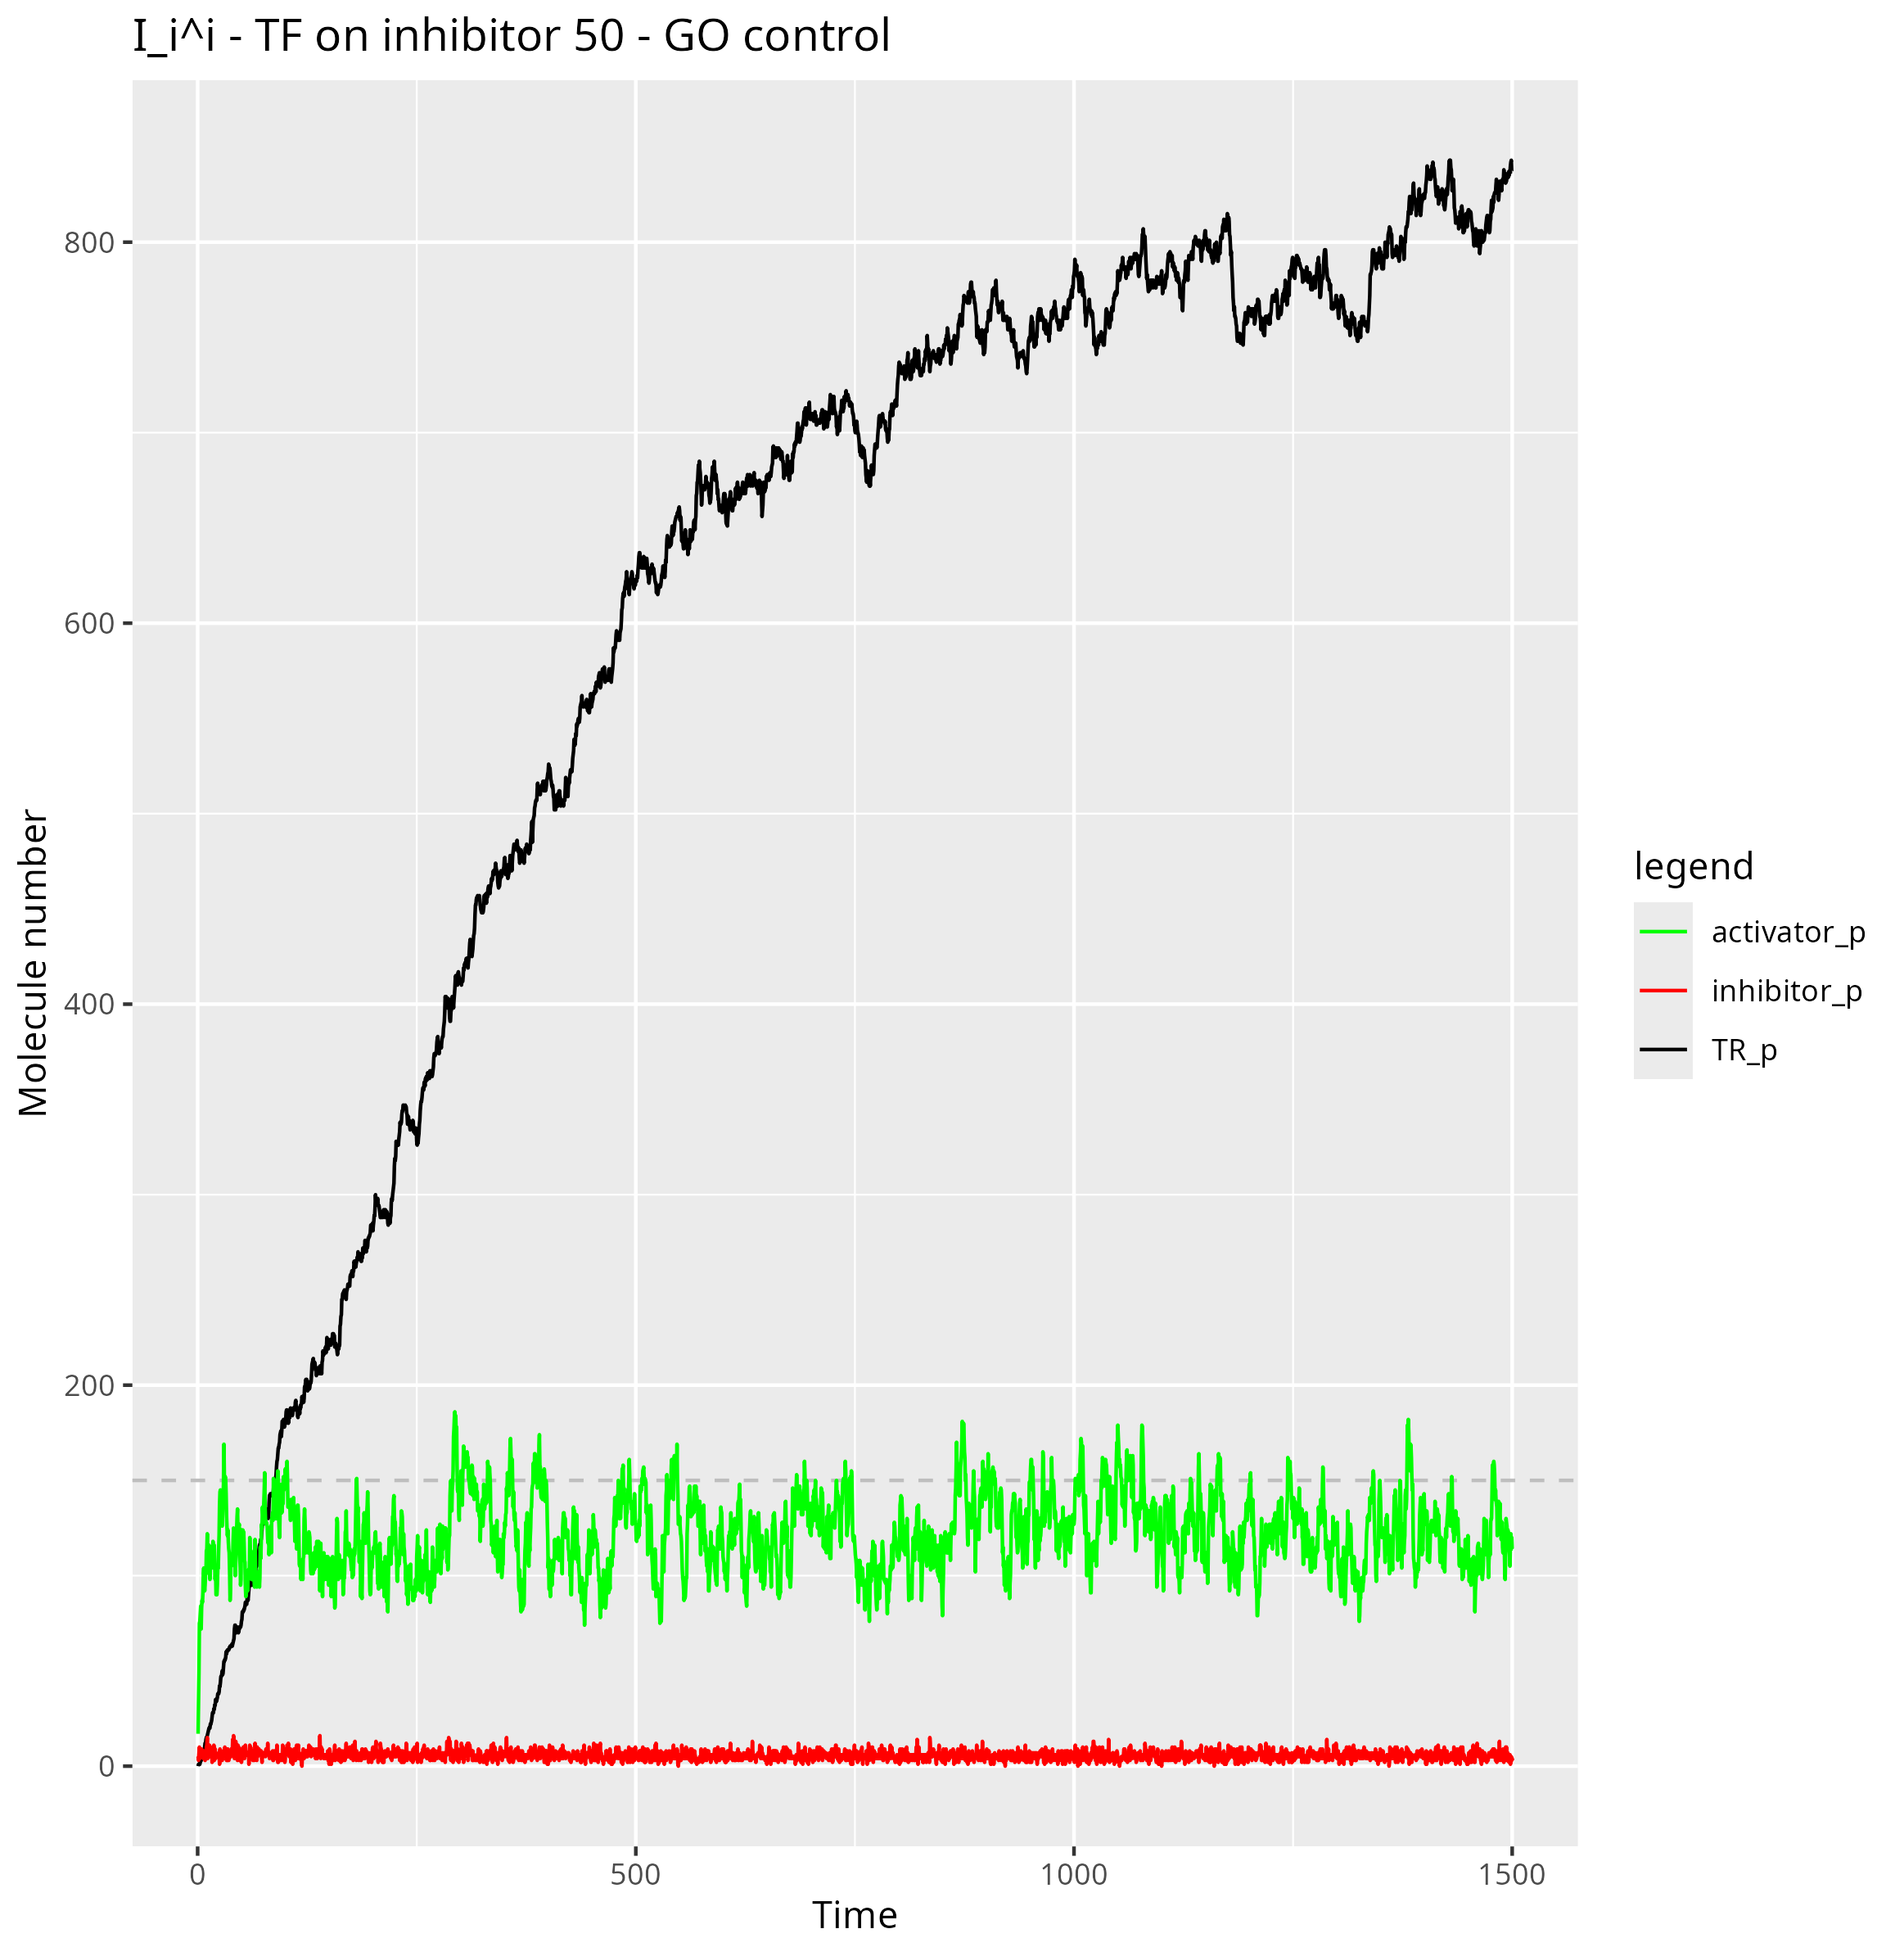 I_i^i - TF on inhibitor 50 - GO control
Molecule number
800
600
400
200
0
0
500
1000
1500
Time
legend
activator_p
inhibitor_p
TR_p